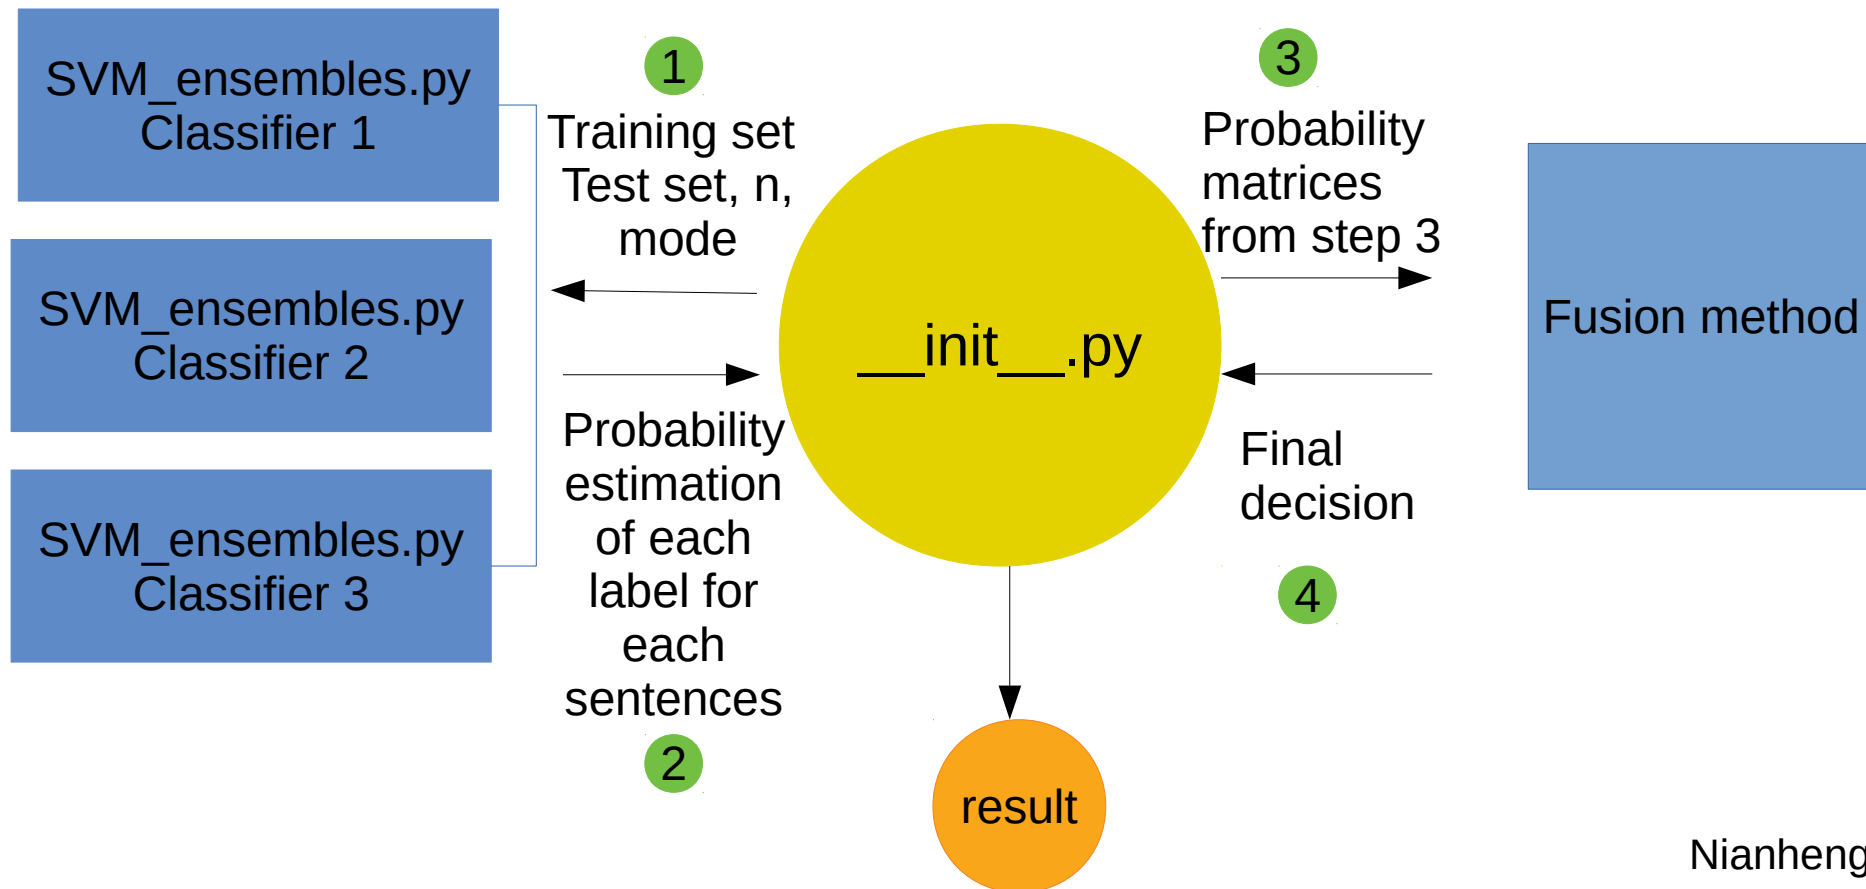 SVM_ensembles.py
Classifier 1
SVM_ensembles.py
Classifier 2
SVM_ensembles.py
Classifier 3
1
Training set
Test set, n,
mode
Probability
estimation
of each
label for
each
sentences
2
__init__.py
result
3
Probability
matrices
from step 3
Final
decision
4
Fusion method
Nianheng